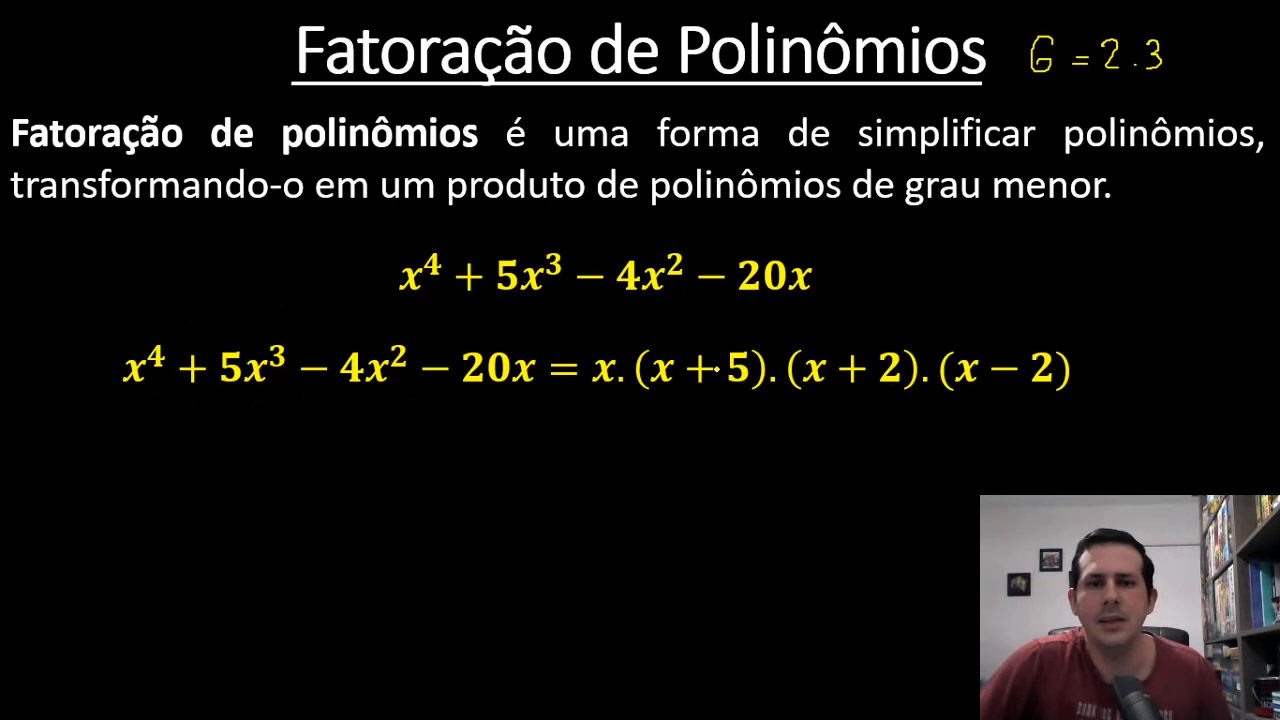 Fatoração de Polinômios
6 = 2 . 3
Fatoração de polinômios é uma forma de simplificar polinômios,
transformando-o em um produto de polinômios de grau menor.
x⁴ + 5x³ − 4x² − 20x
x⁴ + 5x³ − 4x² − 20x = x. (x + 5). (x + 2). (x − 2)